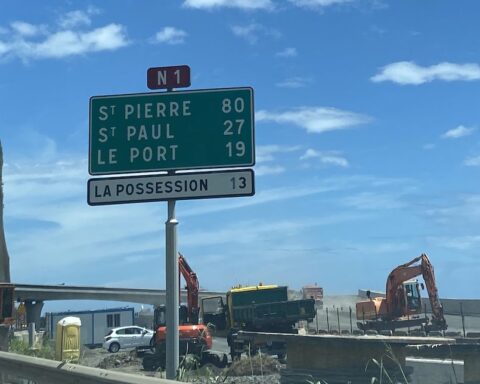 N 1
ST PIERRE 80
ST PAUL 27
LE PORT 19
LA POSSESSION 13